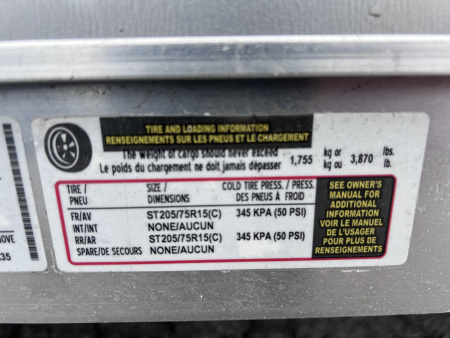 TIRE AND LOADING INFORMATION
RENSEIGNEMENTS SUR LES PNEUS ET LE CHARGEMENT
The weight of cargo should never exceed 1,755 kg or 3,870 lbs.
Le poids du chargement ne doit jamais dépasser kg ou lb.
TIRE / SIZE / COLD TIRE PRESS. / PRESS.
PNEU DIMENSIONS DES PNEUS À FROID
FR/AV ST205/75R15(C) 345 KPA (50 PSI)
INT/INT NONE/AUCUN
RR/AR ST205/75R15(C) 345 KPA (50 PSI)
SPARE/DE SECOURS NONE/AUCUN
SEE OWNER'S
MANUAL FOR
ADDITIONAL
INFORMATION
VOIR LE MANUEL
DE L'USAGER
POUR PLUS DE
RENSEIGNEMENTS
OVE
35